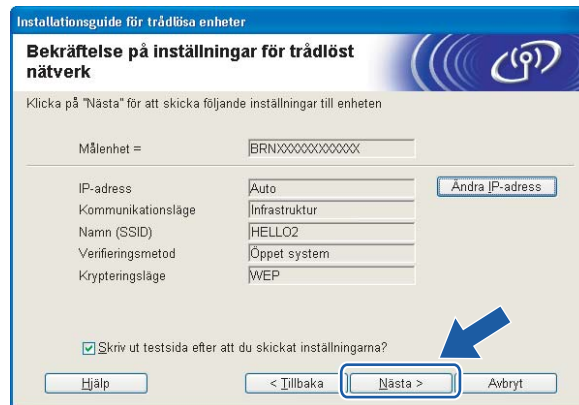 Installationsguide för trådlösa enheter
Bekräftelse på inställningar för trådlöst
nätverk
Klicka på "Nästa" för att skicka följande inställningar till enheten
Målenhet = BRNXXXXXXXXXXXX
IP-adress Auto Ändra IP-adress
Kommunikationsläge Infrastruktur
Namn (SSID) HELLO2
Verifieringsmetod Öppet system
Krypteringsläge WEP
Skriv ut testsida efter att du skickat inställningarna?
Hjälp < Tillbaka Nästa > Avbryt